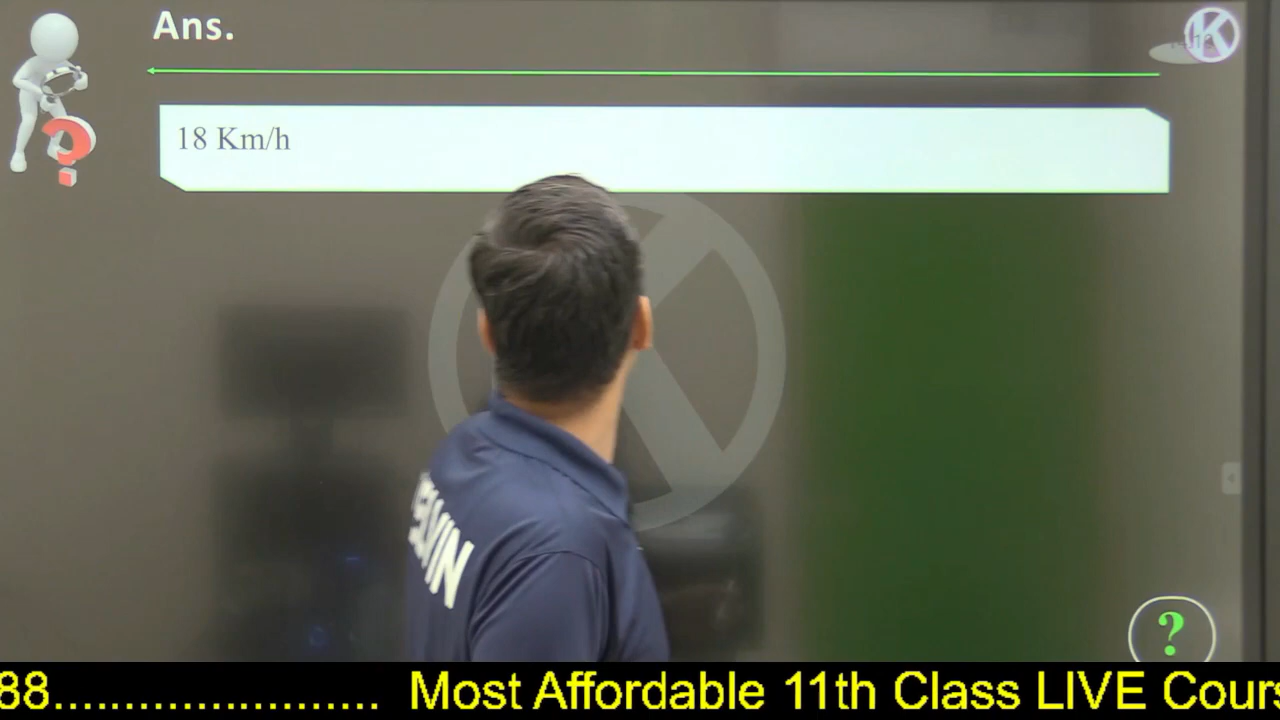 Ans.
K
18 Km/h
?
88....................... Most Affordable 11th Class LIVE Cours